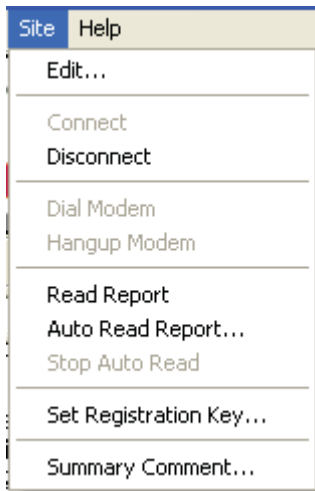 Site Help
Edit...
Connect
Disconnect
Dial Modem
Hangup Modem
Read Report
Auto Read Report...
Stop Auto Read
Set Registration Key...
Summary Comment...